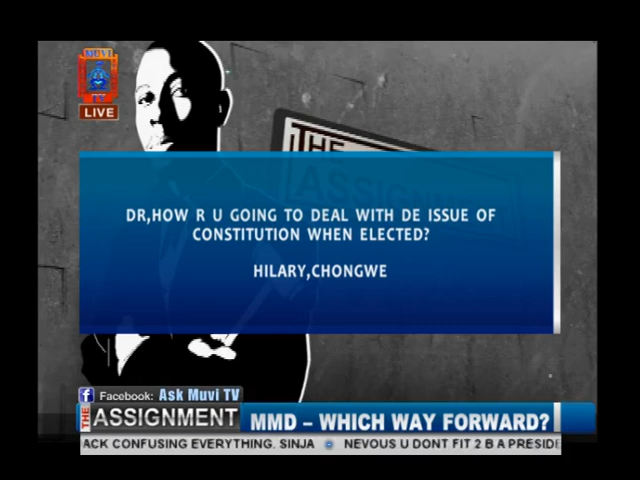 MUVI
TV
LIVE
THE
ASSIGNMENT
DR,HOW R U GOING TO DEAL WITH DE ISSUE OF
CONSTITUTION WHEN ELECTED?
HILARY,CHONGWE
Facebook: Ask Muvi TV
THE ASSIGNMENT
MMD – WHICH WAY FORWARD?
ACK CONFUSING EVERYTHING. SINJA NEVOUS U DONT FIT 2 B A PRESIDE